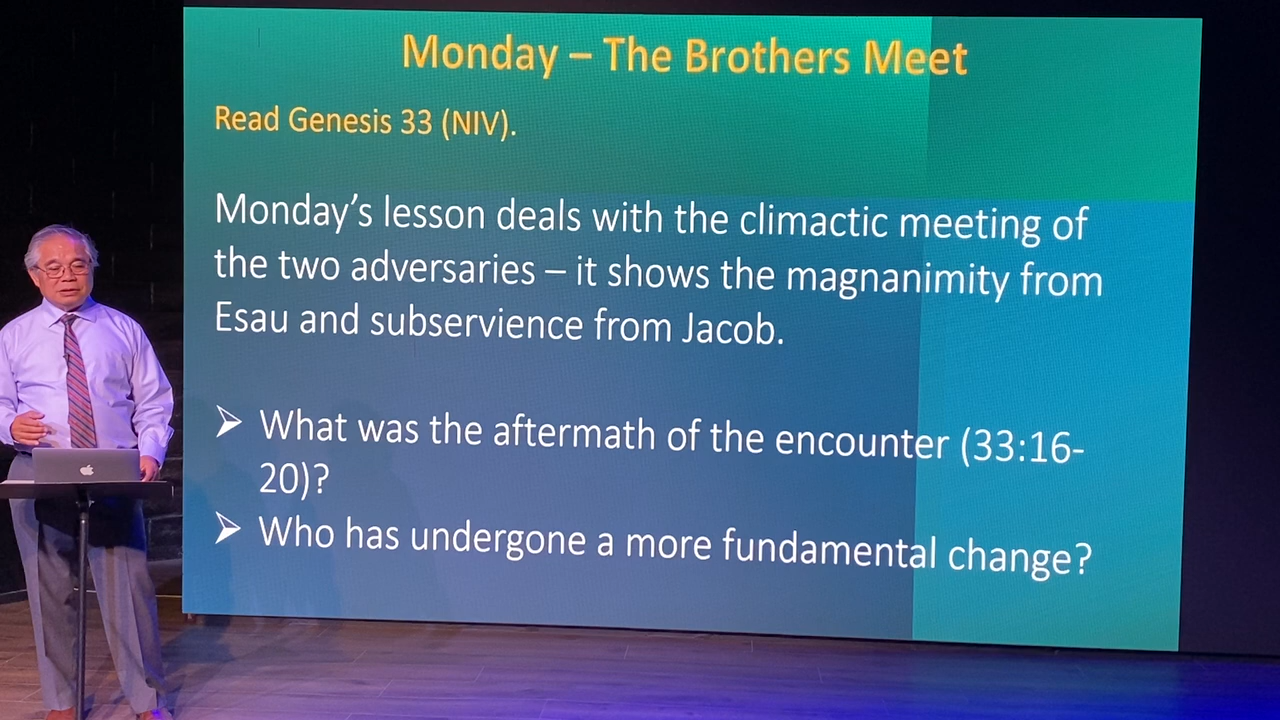 Monday – The Brothers Meet
Read Genesis 33 (NIV).
Monday’s lesson deals with the climactic meeting of
the two adversaries – it shows the magnanimity from
Esau and subservience from Jacob.
➢ What was the aftermath of the encounter (33:16-
20)?
➢ Who has undergone a more fundamental change?